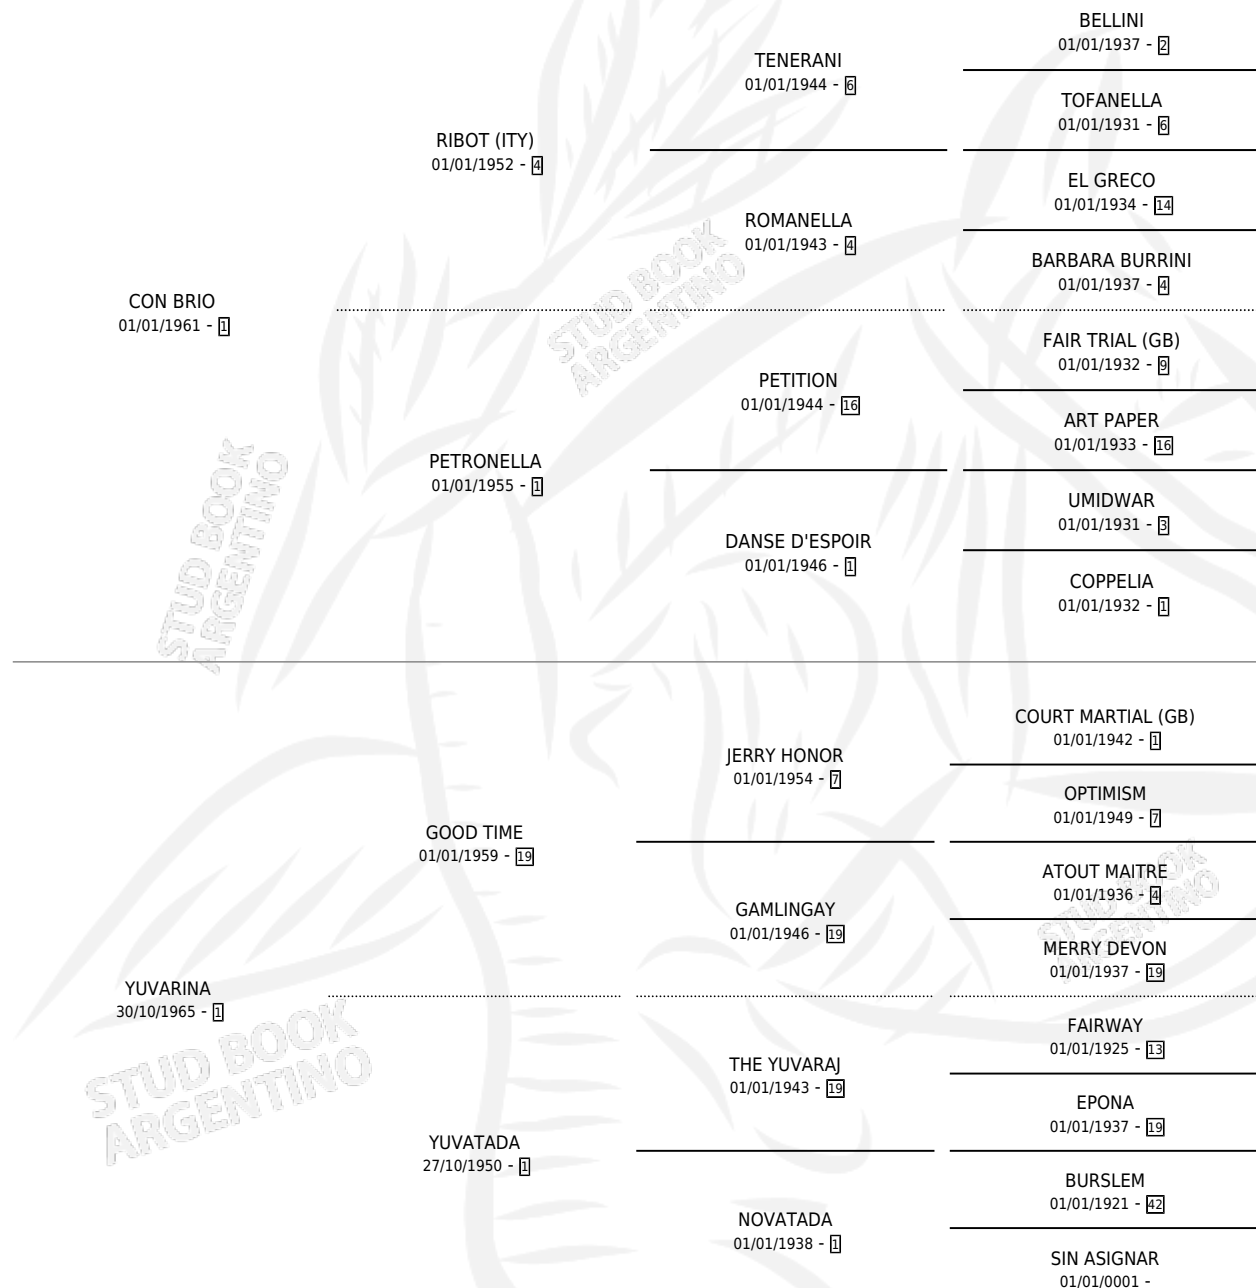 BELLINI
01/01/1937 - 2
TENERANI
01/01/1944 - 6
TOFANELLA
01/01/1931 - 6
RIBOT (ITY)
01/01/1952 - 4
EL GRECO
01/01/1934 - 14
ROMANELLA
01/01/1943 - 4
BARBARA BURRINI
01/01/1937 - 4
CON BRIO
01/01/1961 - 1
FAIR TRIAL (GB)
01/01/1932 - 9
PETITION
01/01/1944 - 16
ART PAPER
01/01/1933 - 16
PETRONELLA
01/01/1955 - 1
UMIDWAR
01/01/1931 - 3
DANSE D'ESPOIR
01/01/1946 - 1
COPPELIA
01/01/1932 - 1
COURT MARTIAL (GB)
01/01/1942 - 1
JERRY HONOR
01/01/1954 - 7
OPTIMISM
01/01/1949 - 7
GOOD TIME
01/01/1959 - 19
ATOUT MAITRE
01/01/1936 - 4
GAMLINGAY
01/01/1946 - 19
MERRY DEVON
01/01/1937 - 19
YUVARINA
30/10/1965 - 1
FAIRWAY
01/01/1925 - 13
THE YUVARAJ
01/01/1943 - 19
EPONA
01/01/1937 - 19
YUVATADA
27/10/1950 - 1
BURSLEM
01/01/1921 - 42
NOVATADA
01/01/1938 - 1
SIN ASIGNAR
01/01/0001 -
STUD BOOK
ARGENTINO
STUD BOOK
ARGENTINO
STUD BOOK
ARGENTINO
STUD BOOK
ARGENTINO